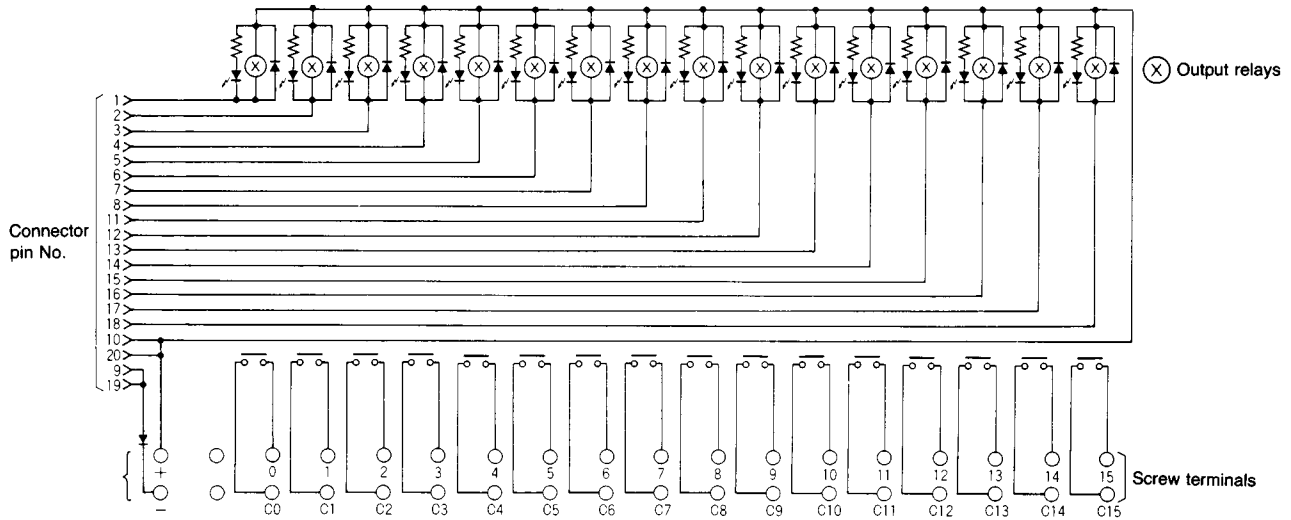 X X X X X X X X X X X X X X X X
X Output relays
1
2
3
4
5
6
7
8
11
12
13
14
15
16
17
18
10
20
9
19
Connector
pin No.
+ 0 1 2 3 4 5 6 7 8 9 10 11 12 13 14 15
Screw terminals
− C0 C1 C2 C3 C4 C5 C6 C7 C8 C9 C10 C11 C12 C13 C14 C15